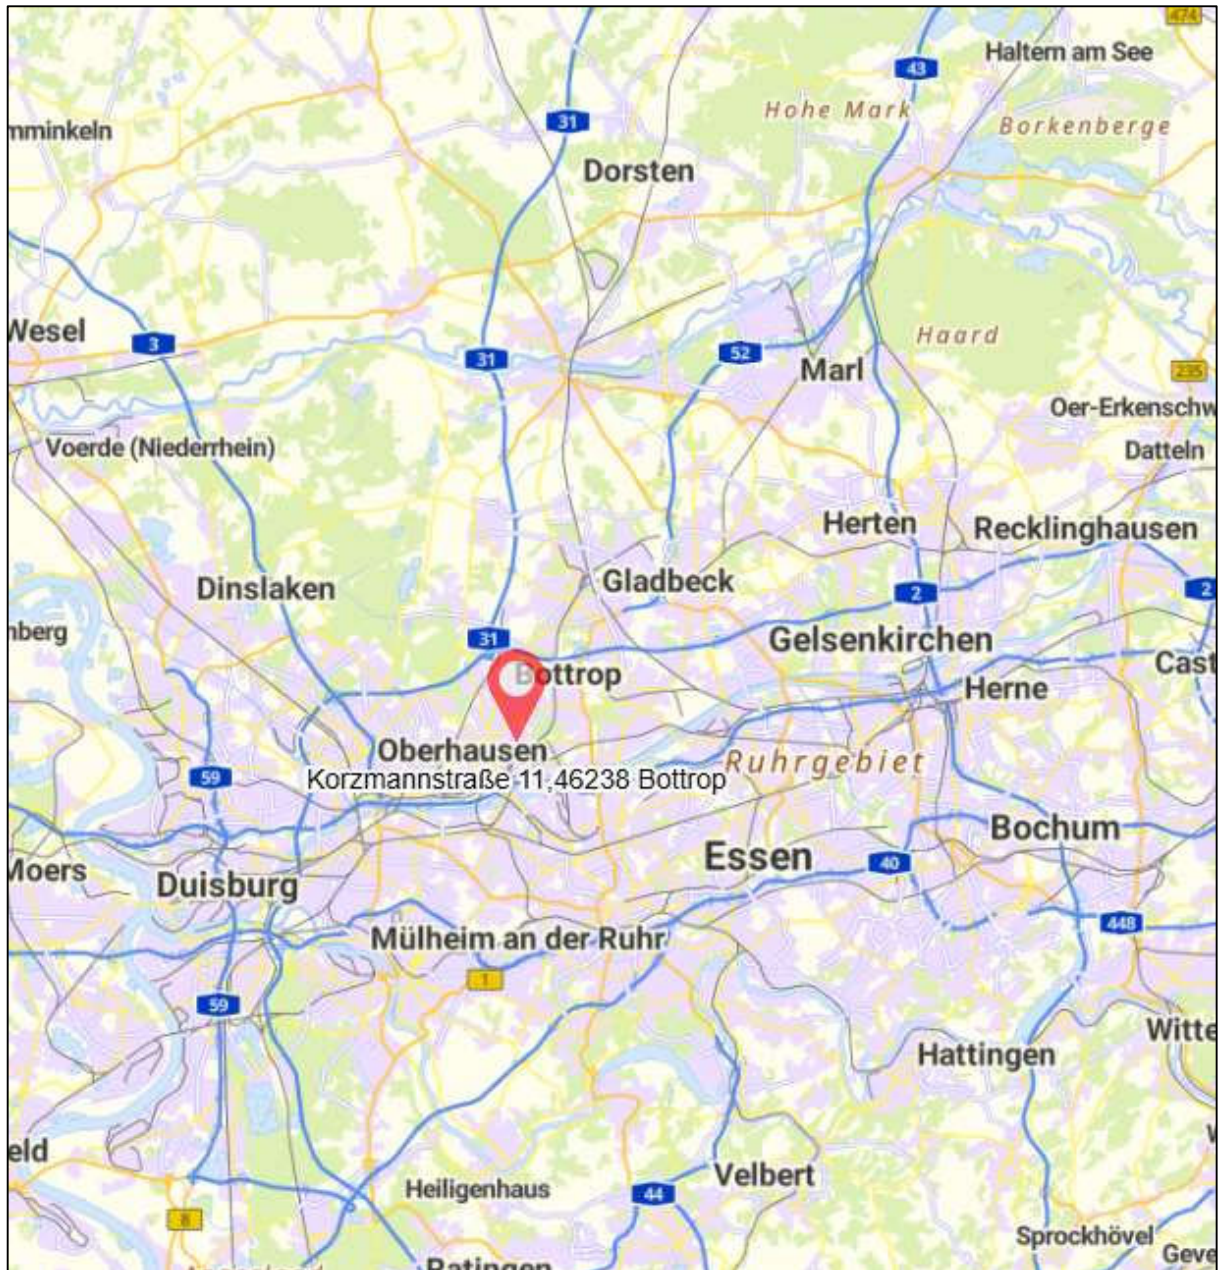 474
Haltern am See
43
Hohe Mark
31
Borkenberge
mminkeln
Dorsten
Wesel
3
Haard
52
31
Marl
235
Oer-Erkenschw
Voerde (Niederrhein)
Datteln
Herten
Recklinghausen
Gladbeck
Dinslaken
2
2
nberg
31
Gelsenkirchen
Bottrop
Cast
Herne
Oberhausen
Ruhrgebiet
59
Korzmannstraße 11,46238 Bottrop
Bochum
Essen
40
Moers
Duisburg
448
Mülheim an der Ruhr
1
59
Witte
Hattingen
eld
Velbert
Heiligenhaus
44
8
Sprockhövel
Geve
Ratingen